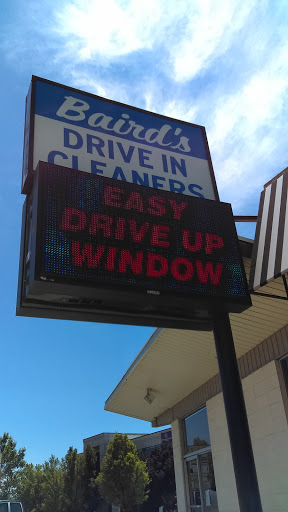 Baird's
DRIVE IN
CLEANERS
EASY
DRIVE UP
WINDOW